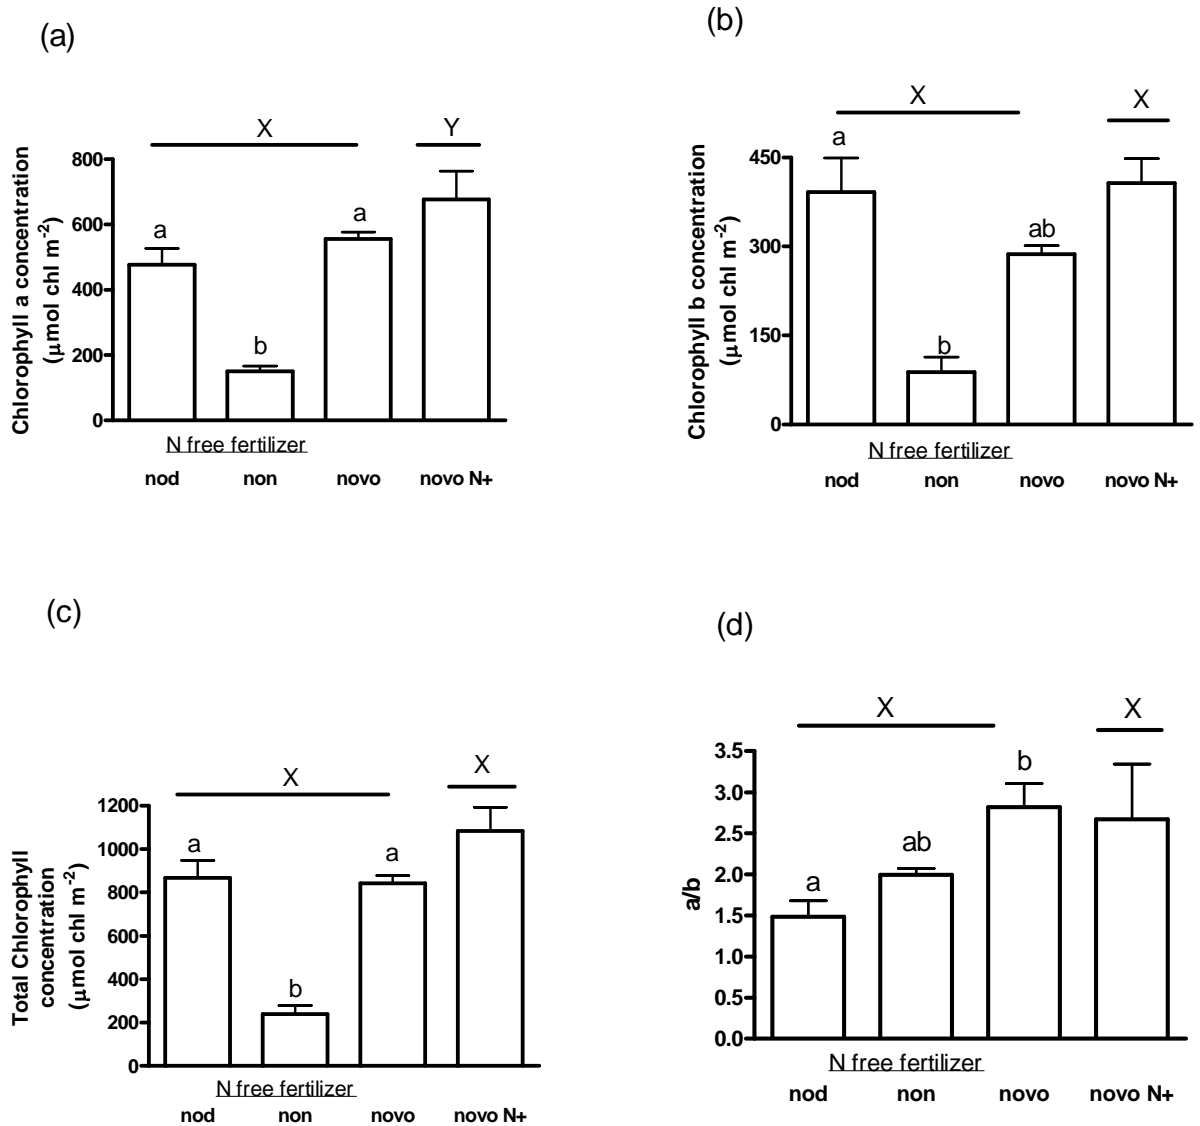 (a)
X
Y
Chlorophyll a concentration
(μmol chl m-2)
800
600
400
200
0
a
b
a
N free fertilizer
nod non novo novo N+
(b)
X
X
Chlorophyll b concentration
(μmol chl m-2)
450
300
150
0
a
b
ab
N free fertilizer
nod non novo novo N+
(c)
X
X
Total Chlorophyll
concentration
(μmol chl m-2)
1200
1000
800
600
400
200
0
a
b
a
N free fertilizer
nod non novo novo N+
(d)
X
X
a/b
3.5
3.0
2.5
2.0
1.5
1.0
0.5
0.0
a
ab
b
N free fertilizer
nod non novo novo N+